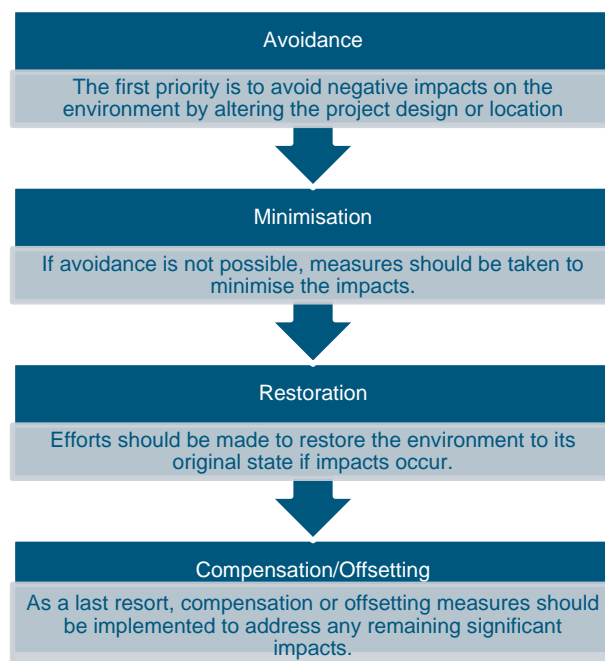 Avoidance
The first priority is to avoid negative impacts on the
environment by altering the project design or location
Minimisation
If avoidance is not possible, measures should be taken to
minimise the impacts.
Restoration
Efforts should be made to restore the environment to its
original state if impacts occur.
Compensation/Offsetting
As a last resort, compensation or offsetting measures should
be implemented to address any remaining significant
impacts.